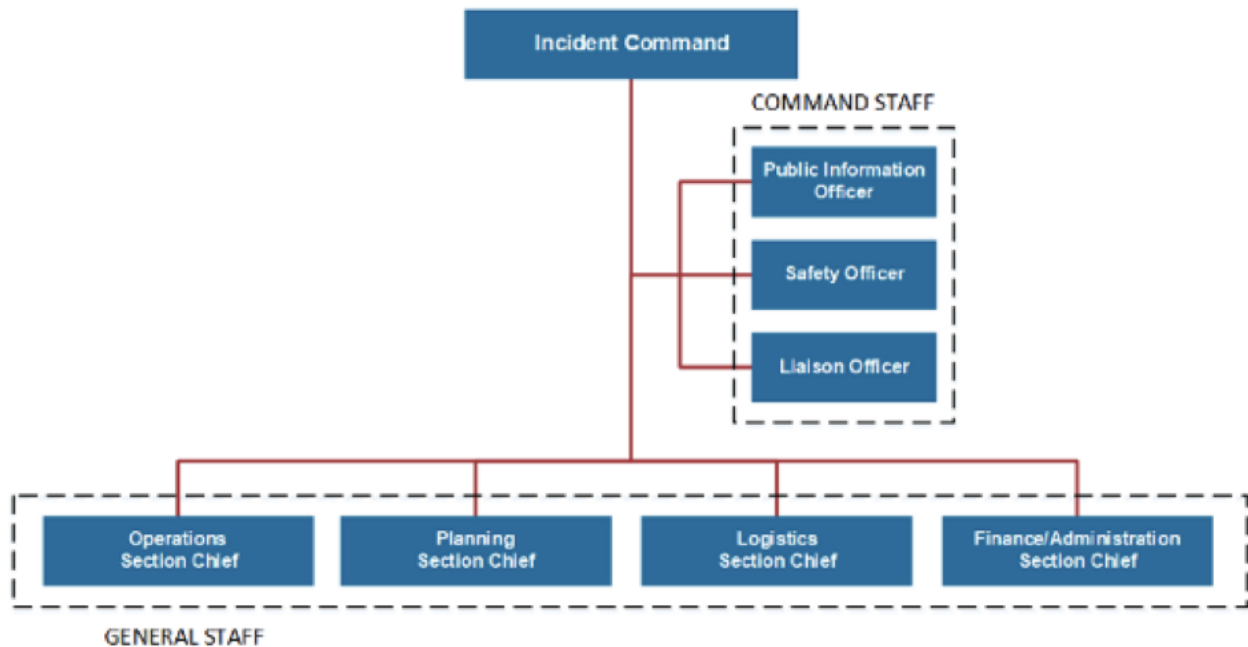 Incident Command
COMMAND STAFF
Public Information
Officer
Safety Officer
Liaison Officer
Operations
Section Chief
Planning
Section Chief
Logistics
Section Chief
Finance/Administration
Section Chief
GENERAL STAFF